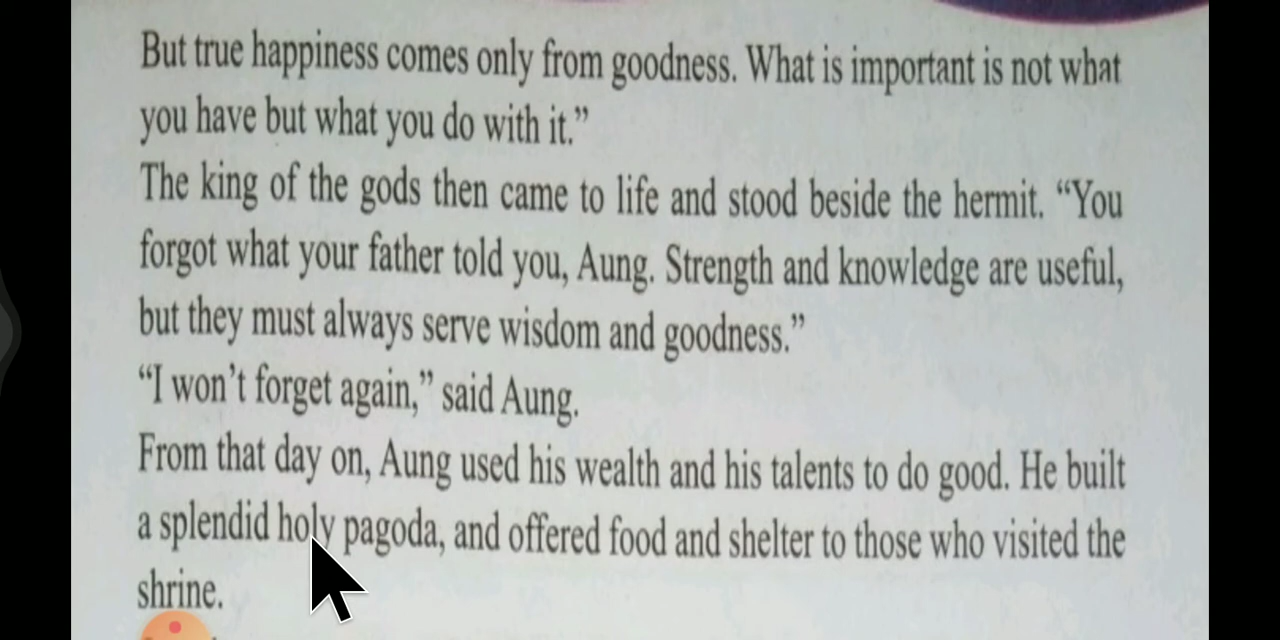 But true happiness comes only from goodness. What is important is not what
you have but what you do with it.”
The king of the gods then came to life and stood beside the hermit. “You
forgot what your father told you, Aung. Strength and knowledge are useful,
but they must always serve wisdom and goodness.”
“I won’t forget again,” said Aung.
From that day on, Aung used his wealth and his talents to do good. He built
a splendid holy pagoda, and offered food and shelter to those who visited the
shrine.